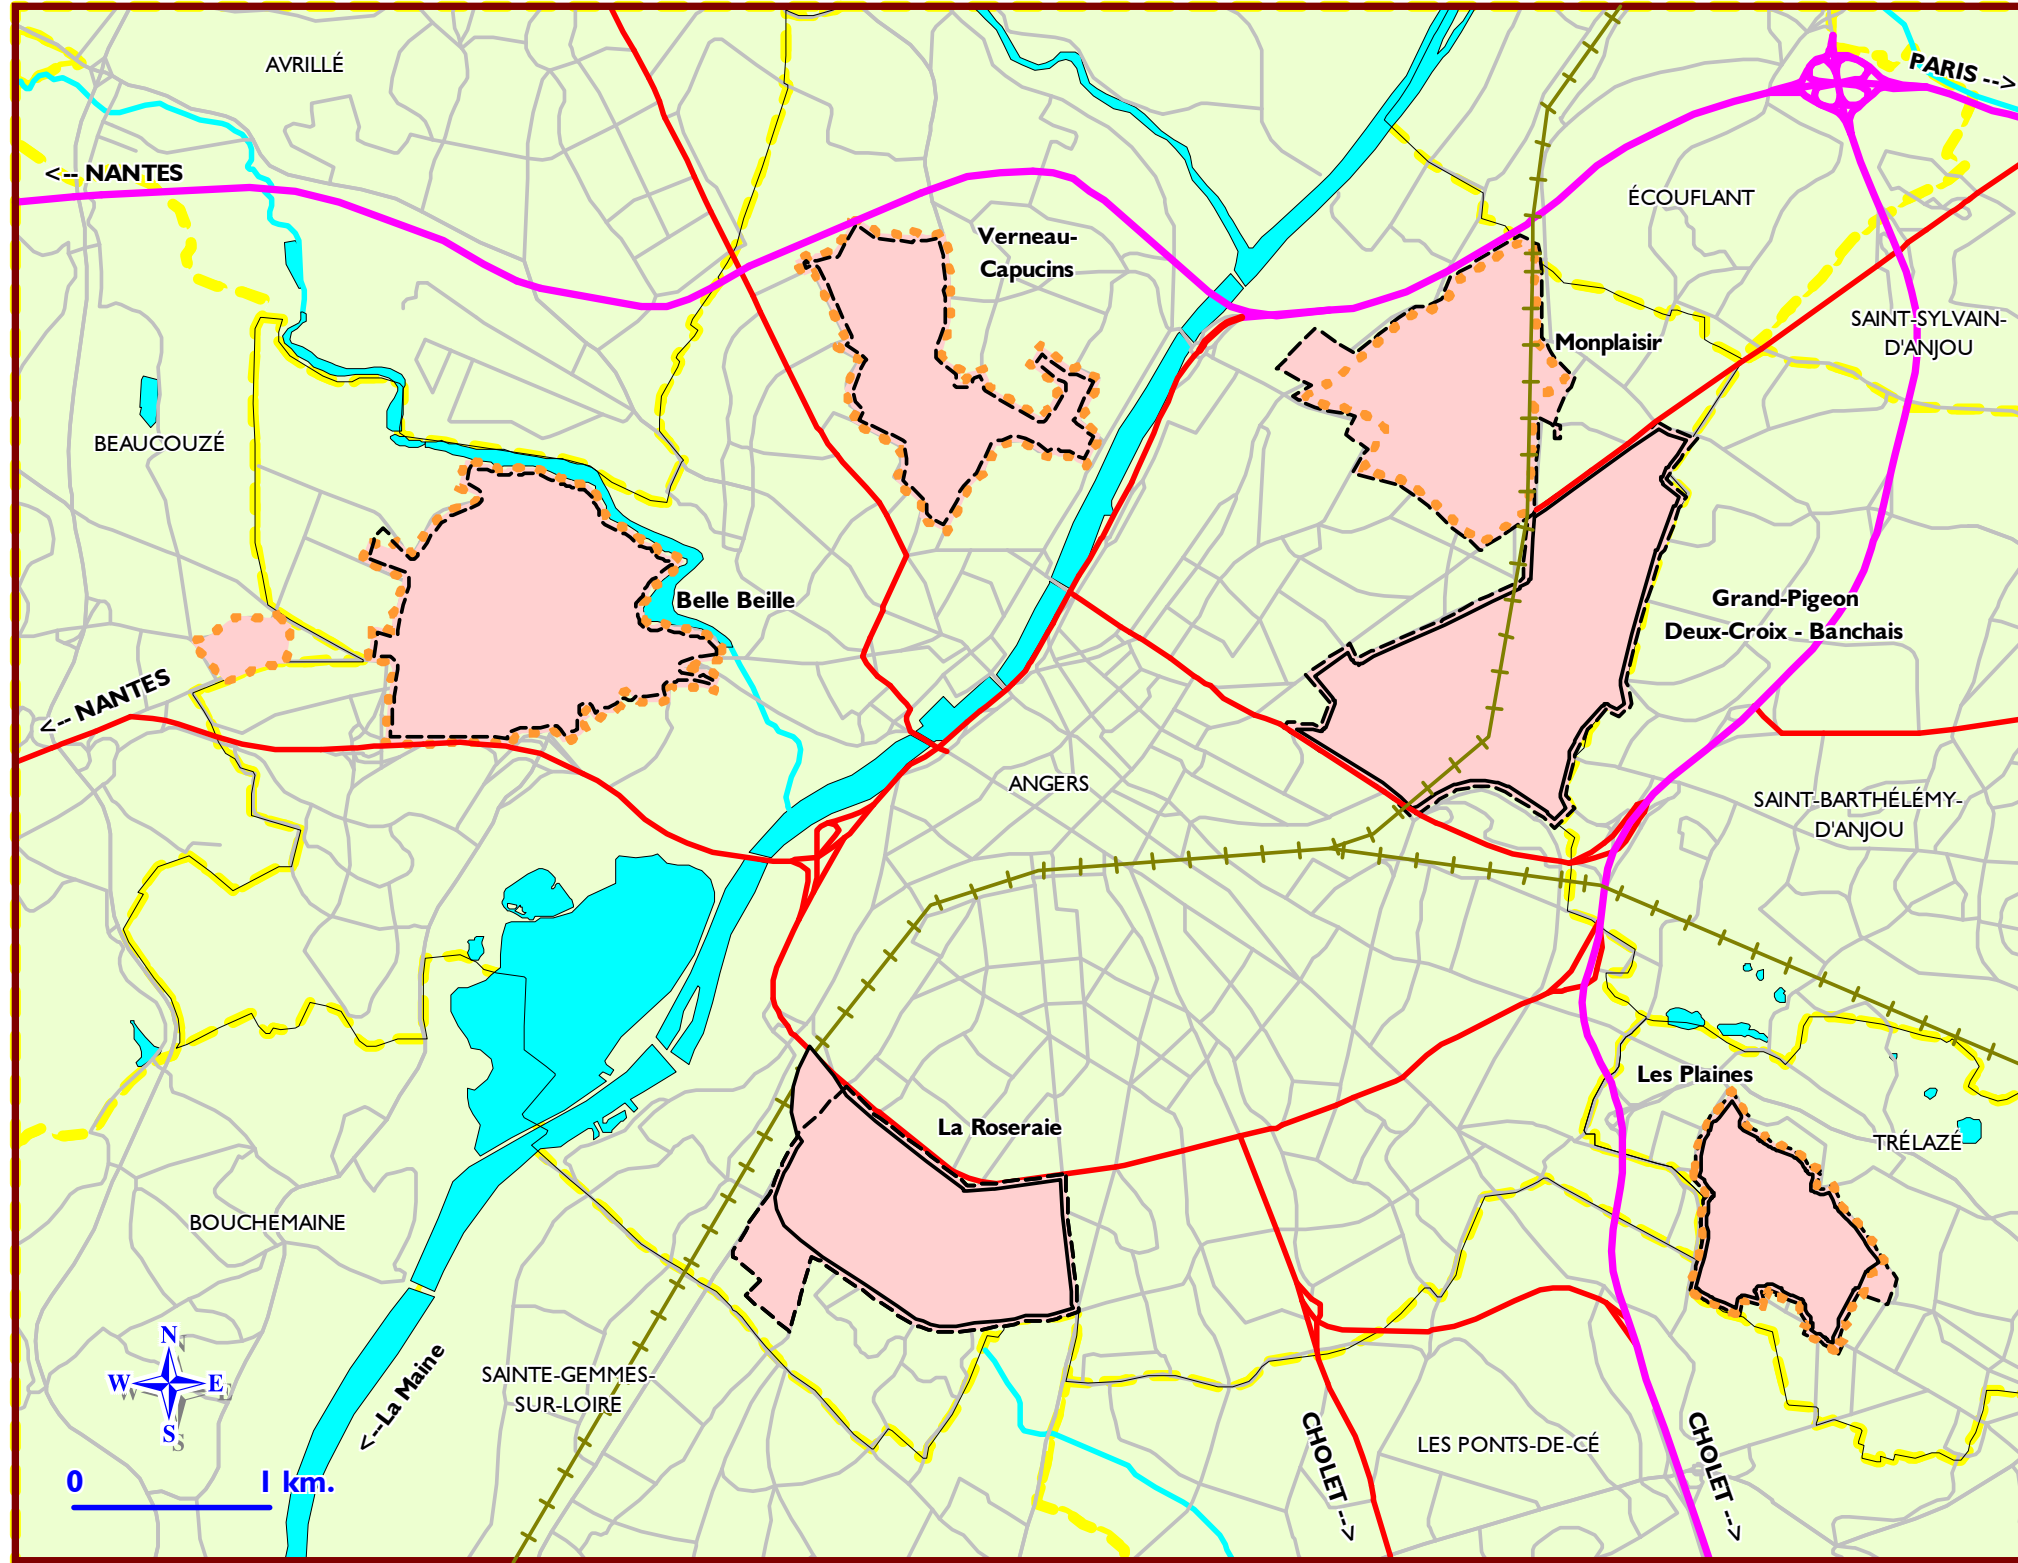 AVRILLÉ
PARIS -->
<-- NANTES
ÉCOUFLANT
Verneau-
Capucins
SAINT-SYLVAIN-
D'ANJOU
Monplaisir
BEAUCOUZÉ
Belle Beille
Grand-Pigeon
Deux-Croix - Banchais
<-- NANTES
ANGERS
SAINT-BARTHÉLÉMY-
D'ANJOU
Les Plaines
La Roseraie
TRÉLAZÉ
BOUCHEMAINE
N
W E
S
<--La Maine
SAINTE-GEMMES-
SUR-LOIRE
CHOLET -->
LES PONTS-DE-CÉ
CHOLET -->
0 1 km.